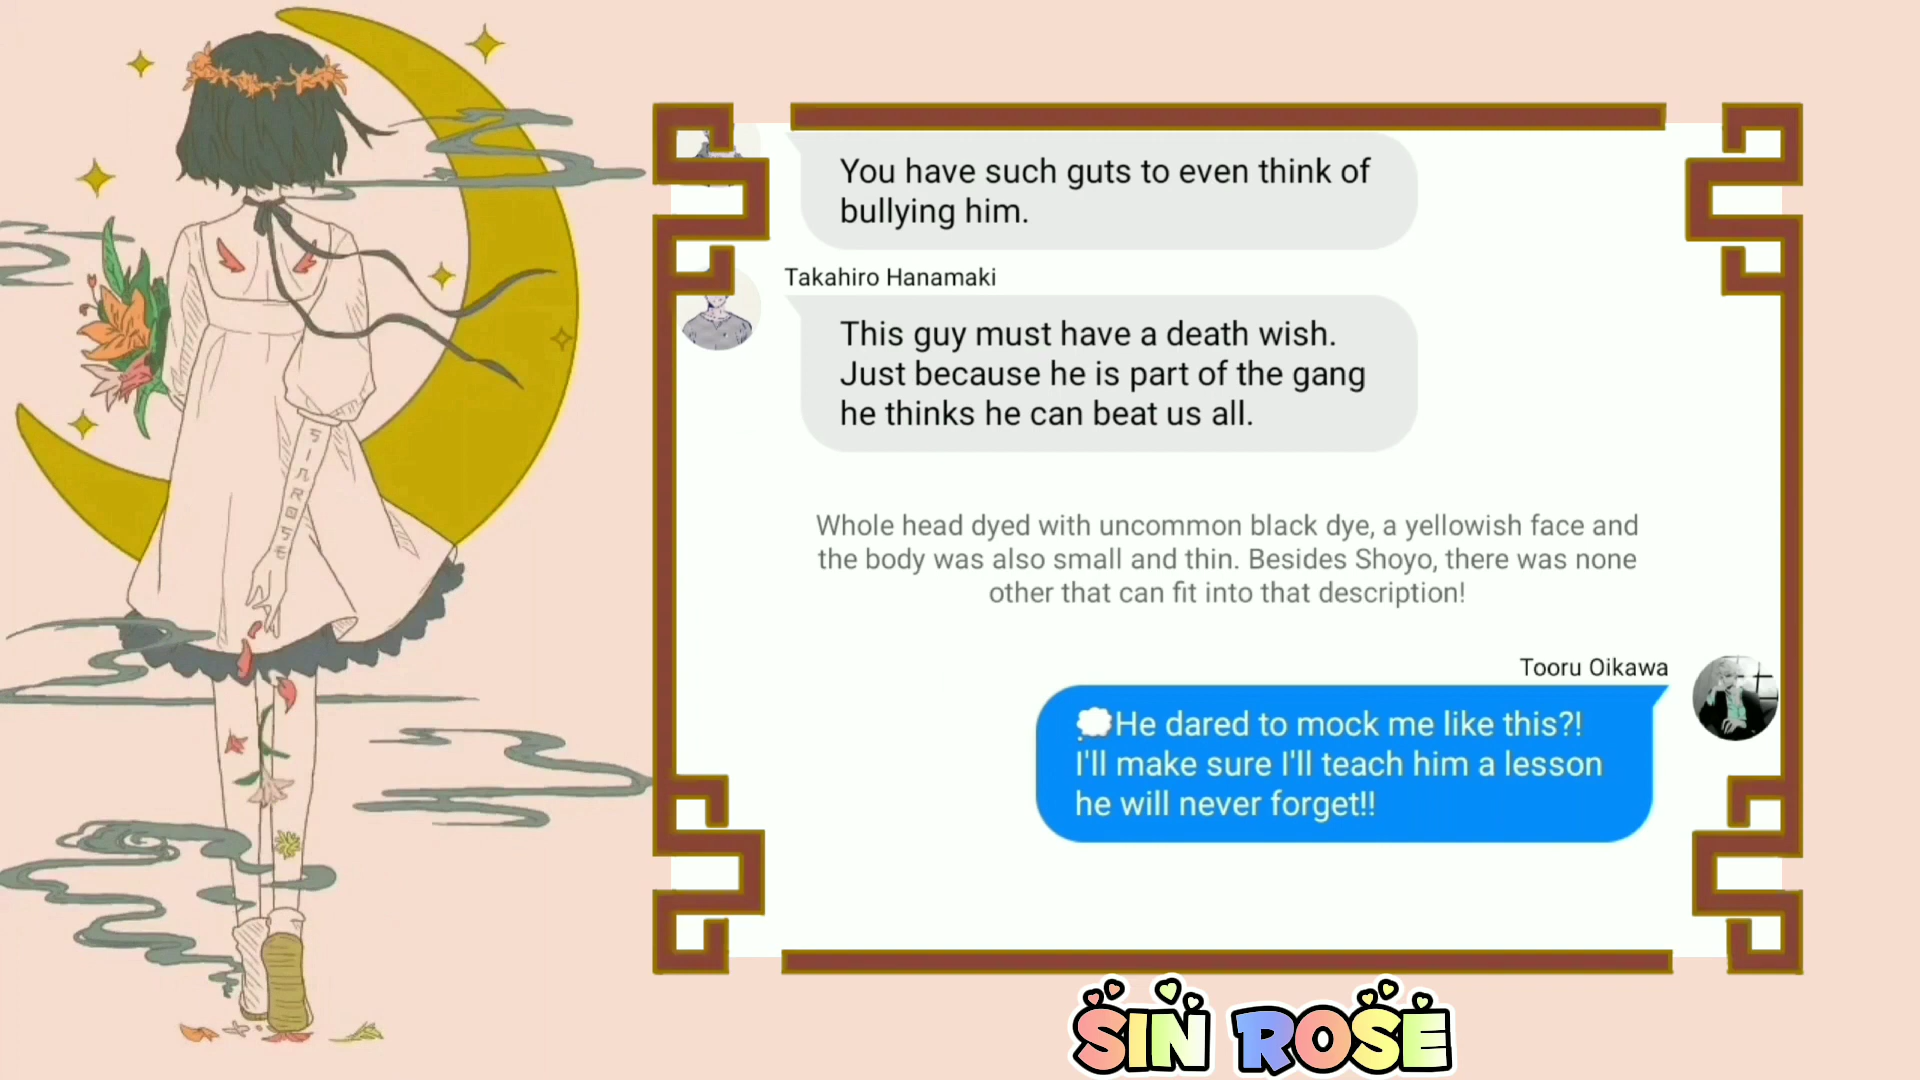 You have such guts to even think of
bullying him.
Takahiro Hanamaki
This guy must have a death wish.
Just because he is part of the gang
he thinks he can beat us all.
Whole head dyed with uncommon black dye, a yellowish face and
the body was also small and thin. Besides Shoyo, there was none
other that can fit into that description!
Tooru Oikawa
💭He dared to mock me like this?!
I'll make sure I'll teach him a lesson
he will never forget!!
SIN ROSE
SIN ROSE